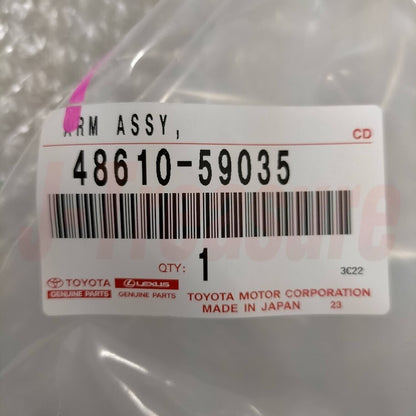 ARM ASSY,
CD
48610-59035
J-Treasure
QTY: 1
3C22
TOYOTA LEXUS
GENUINE PARTS GENUINE PARTS
TOYOTA MOTOR CORPORATION
MADE IN JAPAN 23